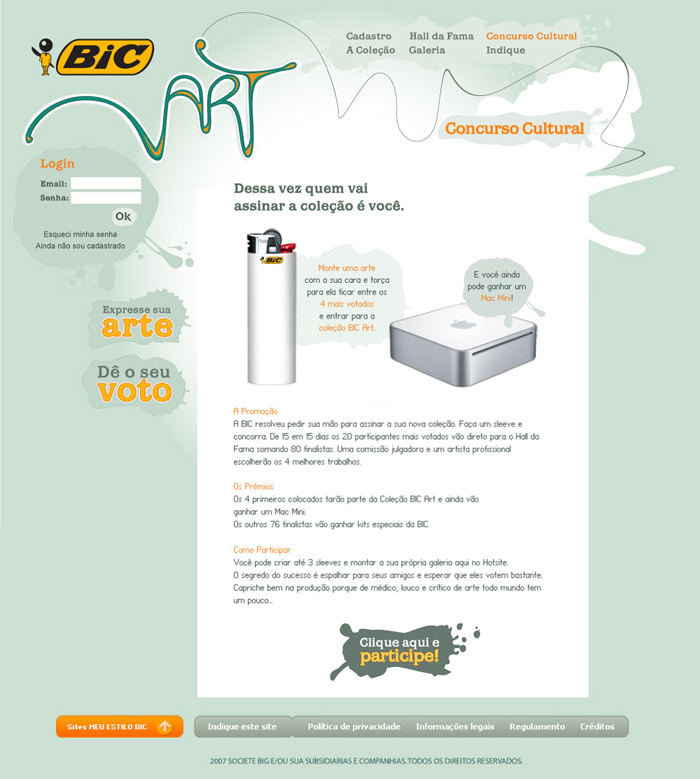 BiC
ART
Cadastro
Hall da Fama
Concurso Cultural
A Coleção
Galeria
Indique
Concurso Cultural
Login
Email:
Senha:
Ok
Esqueci minha senha
Ainda não sou cadastrado
Expresse sua
arte
Dê o seu
voto
Dessa vez quem vai
assinar a coleção é você.
BiC
Monte uma arte
com a sua cara e torça
para ela ficar entre os
4 mais votados
e entrar para a
coleção BIC Art.
E você ainda
pode ganhar um
Mac Mini!
A Promoção
A BIC resolveu pedir sua mão para assinar a sua nova coleção. Faça um sleeve e
concorra. De 15 em 15 dias os 20 participantes mais votados vão direto para o Hall da
Fama somando 80 finalistas. Uma comissão julgadora e um artista profissional
escolherão os 4 melhores trabalhos.
Os Prêmios
Os 4 primeiros colocados tarão parte da Coleção BIC Art e ainda vão
ganhar um Mac Mini.
Os outros 76 finalistas vão ganhar kits especiais da BIC.
Como Participar
Você pode criar até 3 sleeves e montar a sua própria galeria aqui no Hotsite.
O segredo do sucesso é espalhar para seus amigos e esperar que eles votem bastante.
Capriche bem na produção porque de médico, louco e crítico de arte todo mundo tem
um pouco...
Clique aqui e
participe!
Sites MEU ESTILO BIC
Indique este site
Política de privacidade
Informações legais
Regulamento
Créditos
2007 SOCIETE BIG E/OU SUA SUBSIDIARIAS E COMPANHIAS, TODOS OS DIREITOS RESERVADOS.